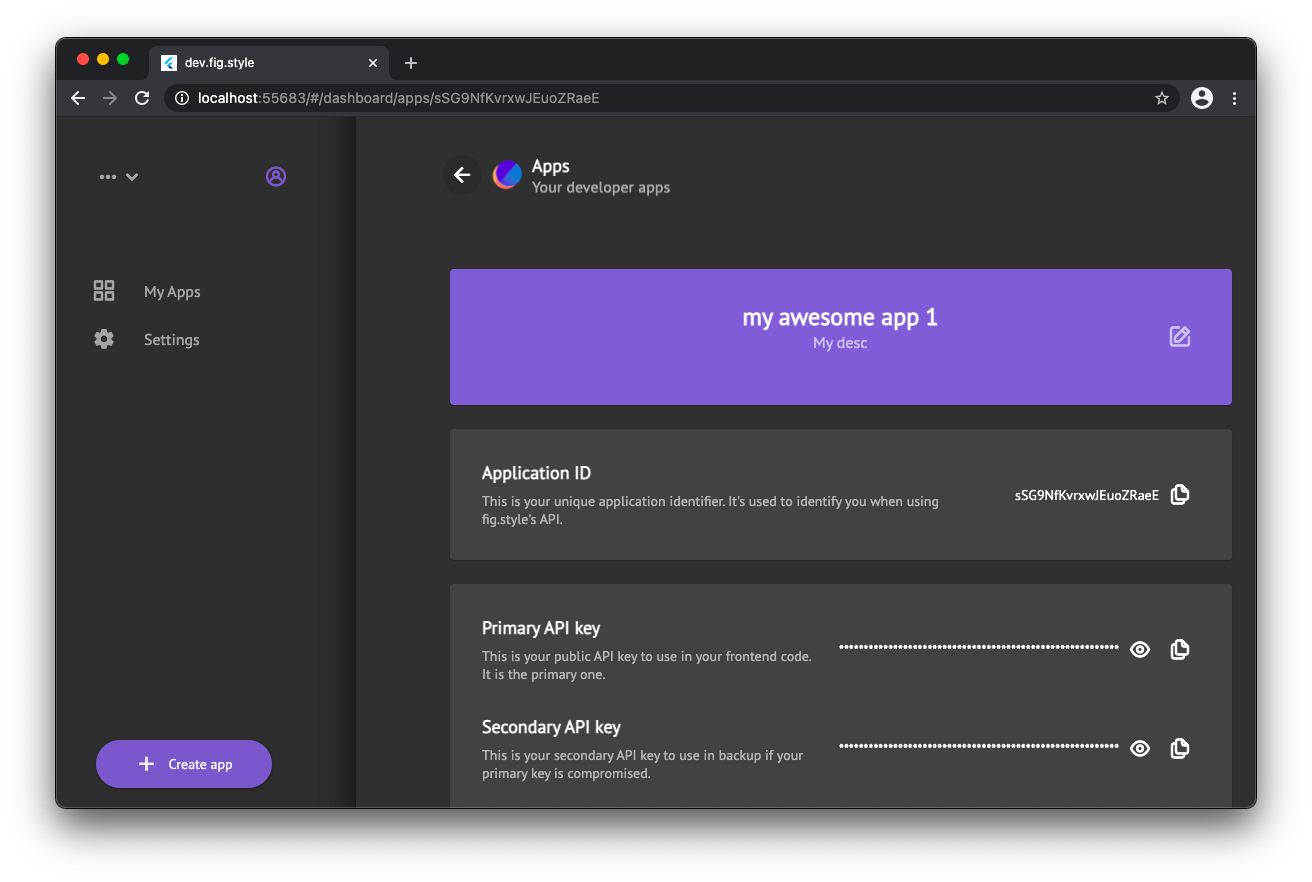 dev.fig.style
localhost:55683/#/dashboard/apps/sSG9NfKvrxwJEuoZRaeE
Apps
Your developer apps
My Apps
Settings
my awesome app 1
My desc
Application ID
This is your unique application identifier. It's used to identify you when using
fig.style's API.
sSG9NfKvrxwJEuoZRaeE
Primary API key
This is your public API key to use in your frontend code.
It is the primary one.
Secondary API key
This is your secondary API key to use in backup if your
primary key is compromised.
Create app